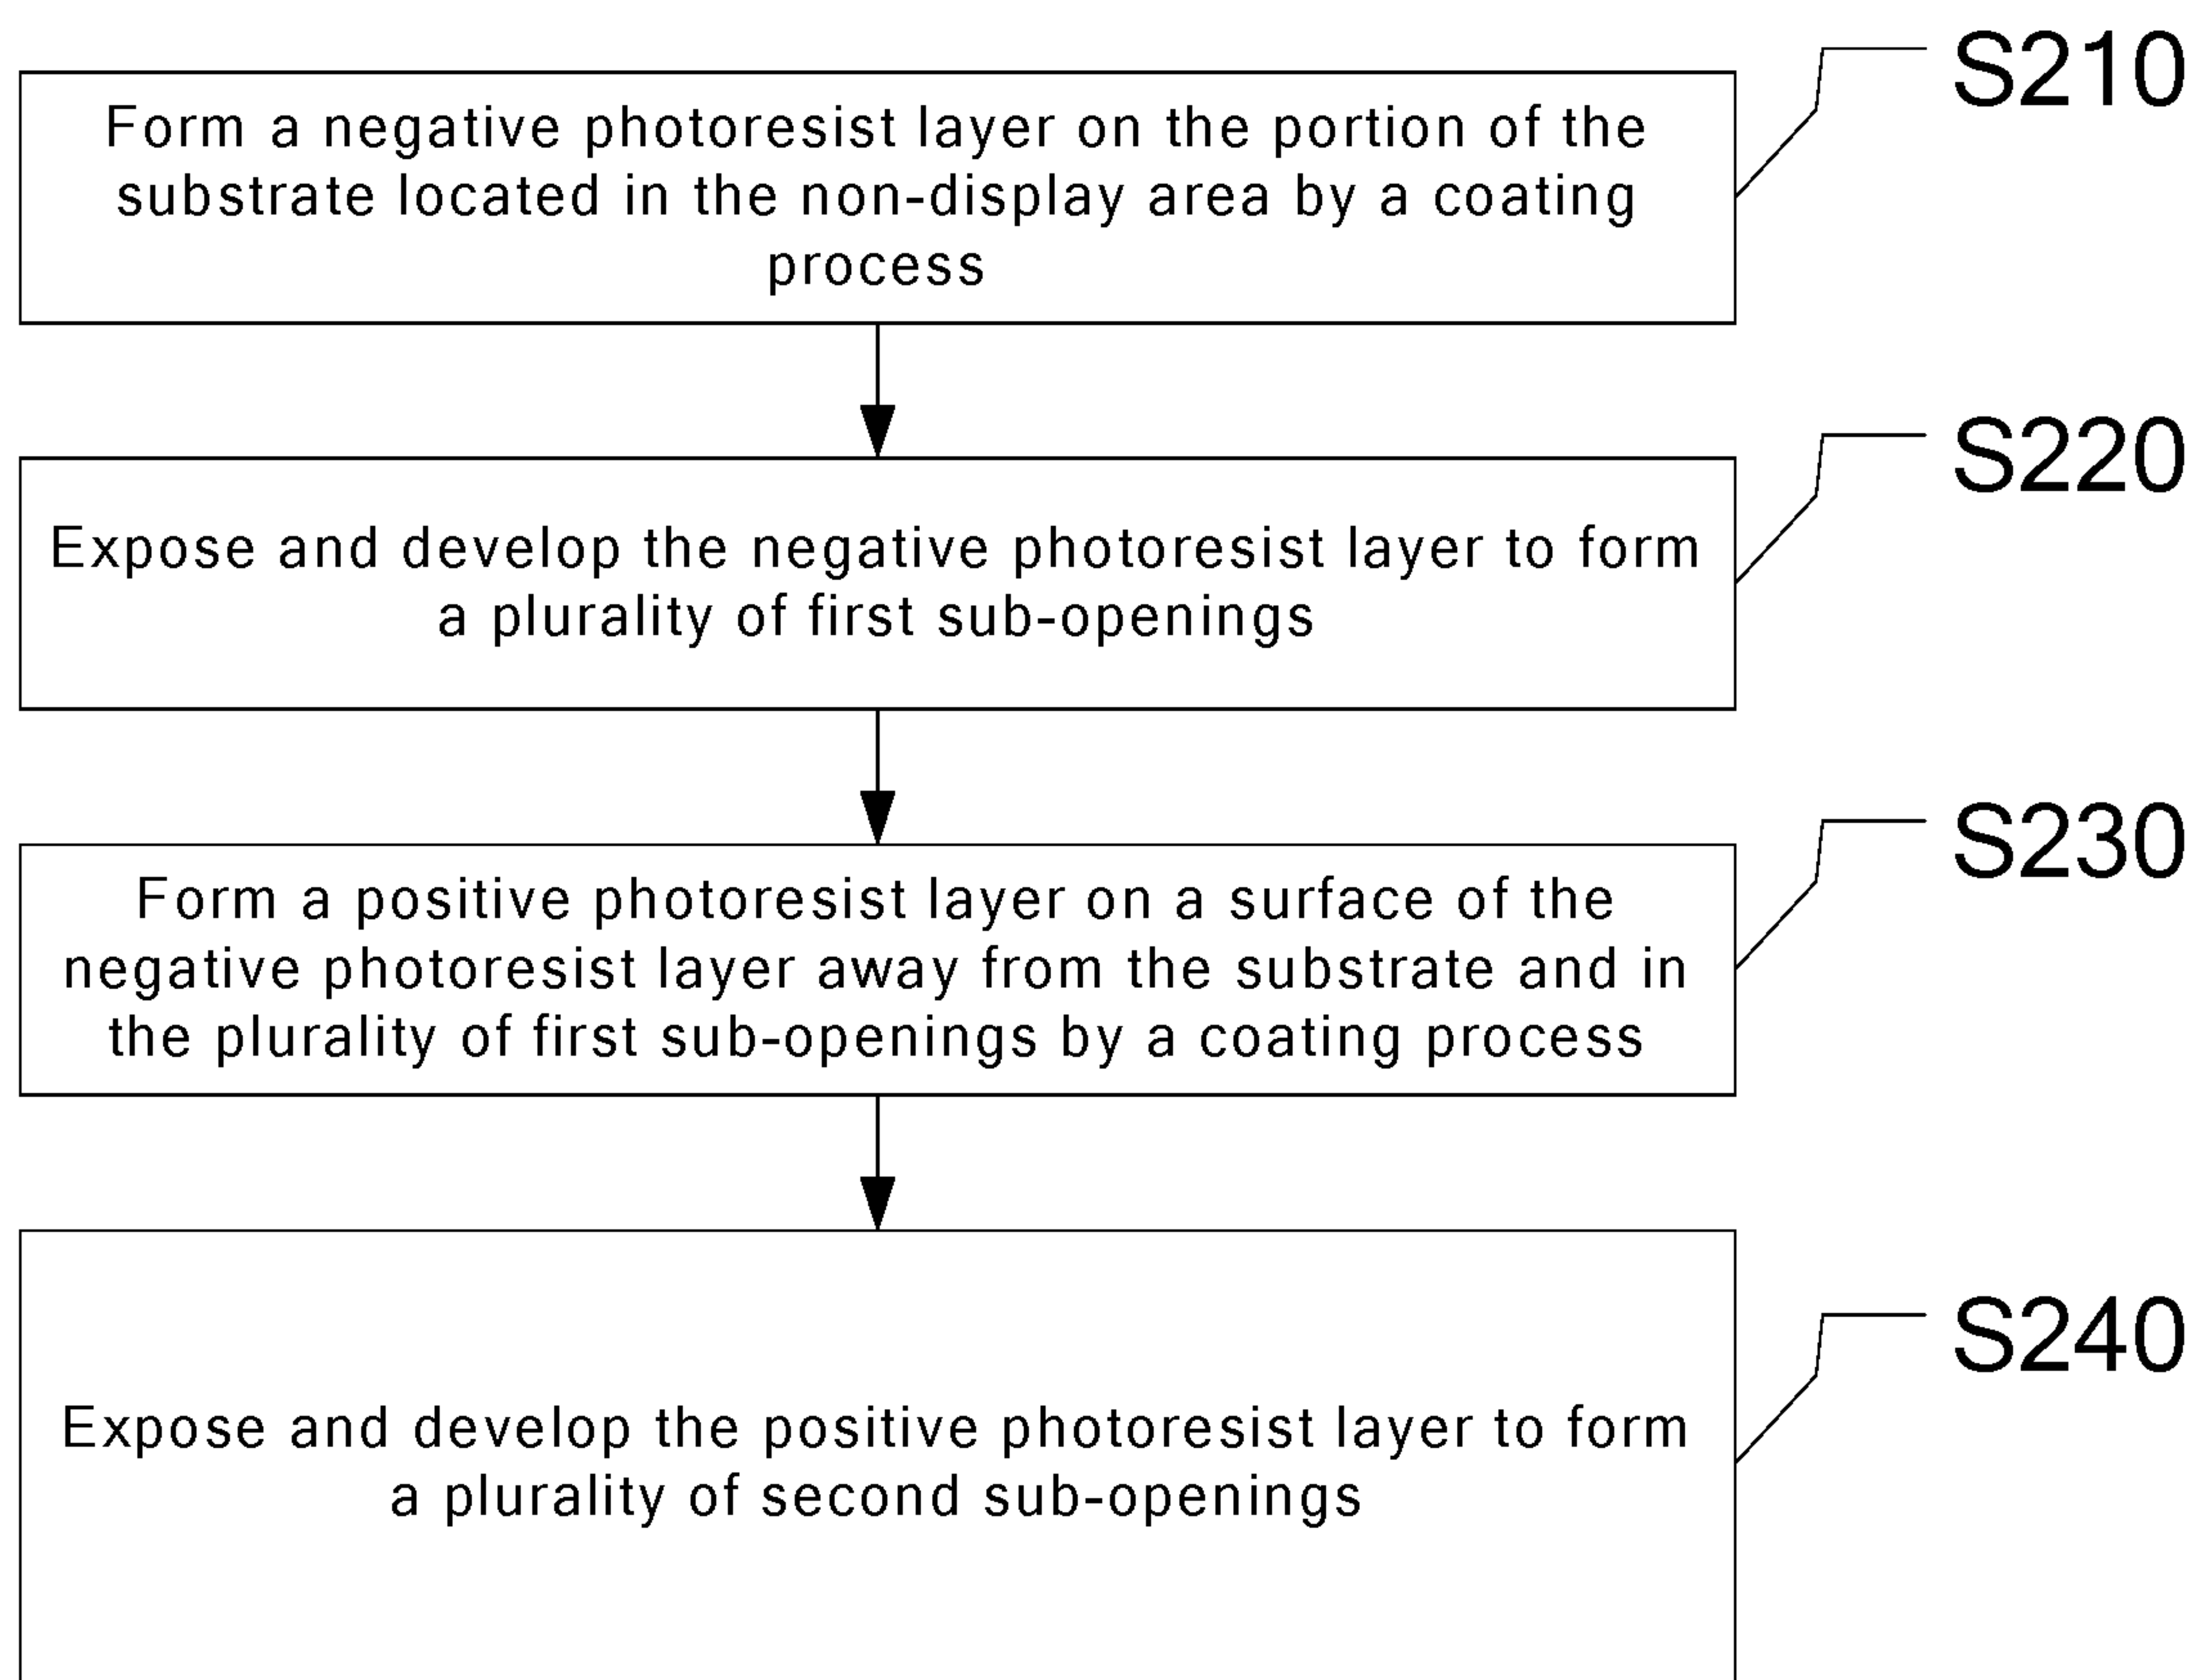 S210
Form a negative photoresist layer on the portion of the
substrate located in the non-display area by a coating
process
S220
Expose and develop the negative photoresist layer to form
a plurality of first sub-openings
S230
Form a positive photoresist layer on a surface of the
negative photoresist layer away from the substrate and in
the plurality of first sub-openings by a coating process
S240
Expose and develop the positive photoresist layer to form
a plurality of second sub-openings